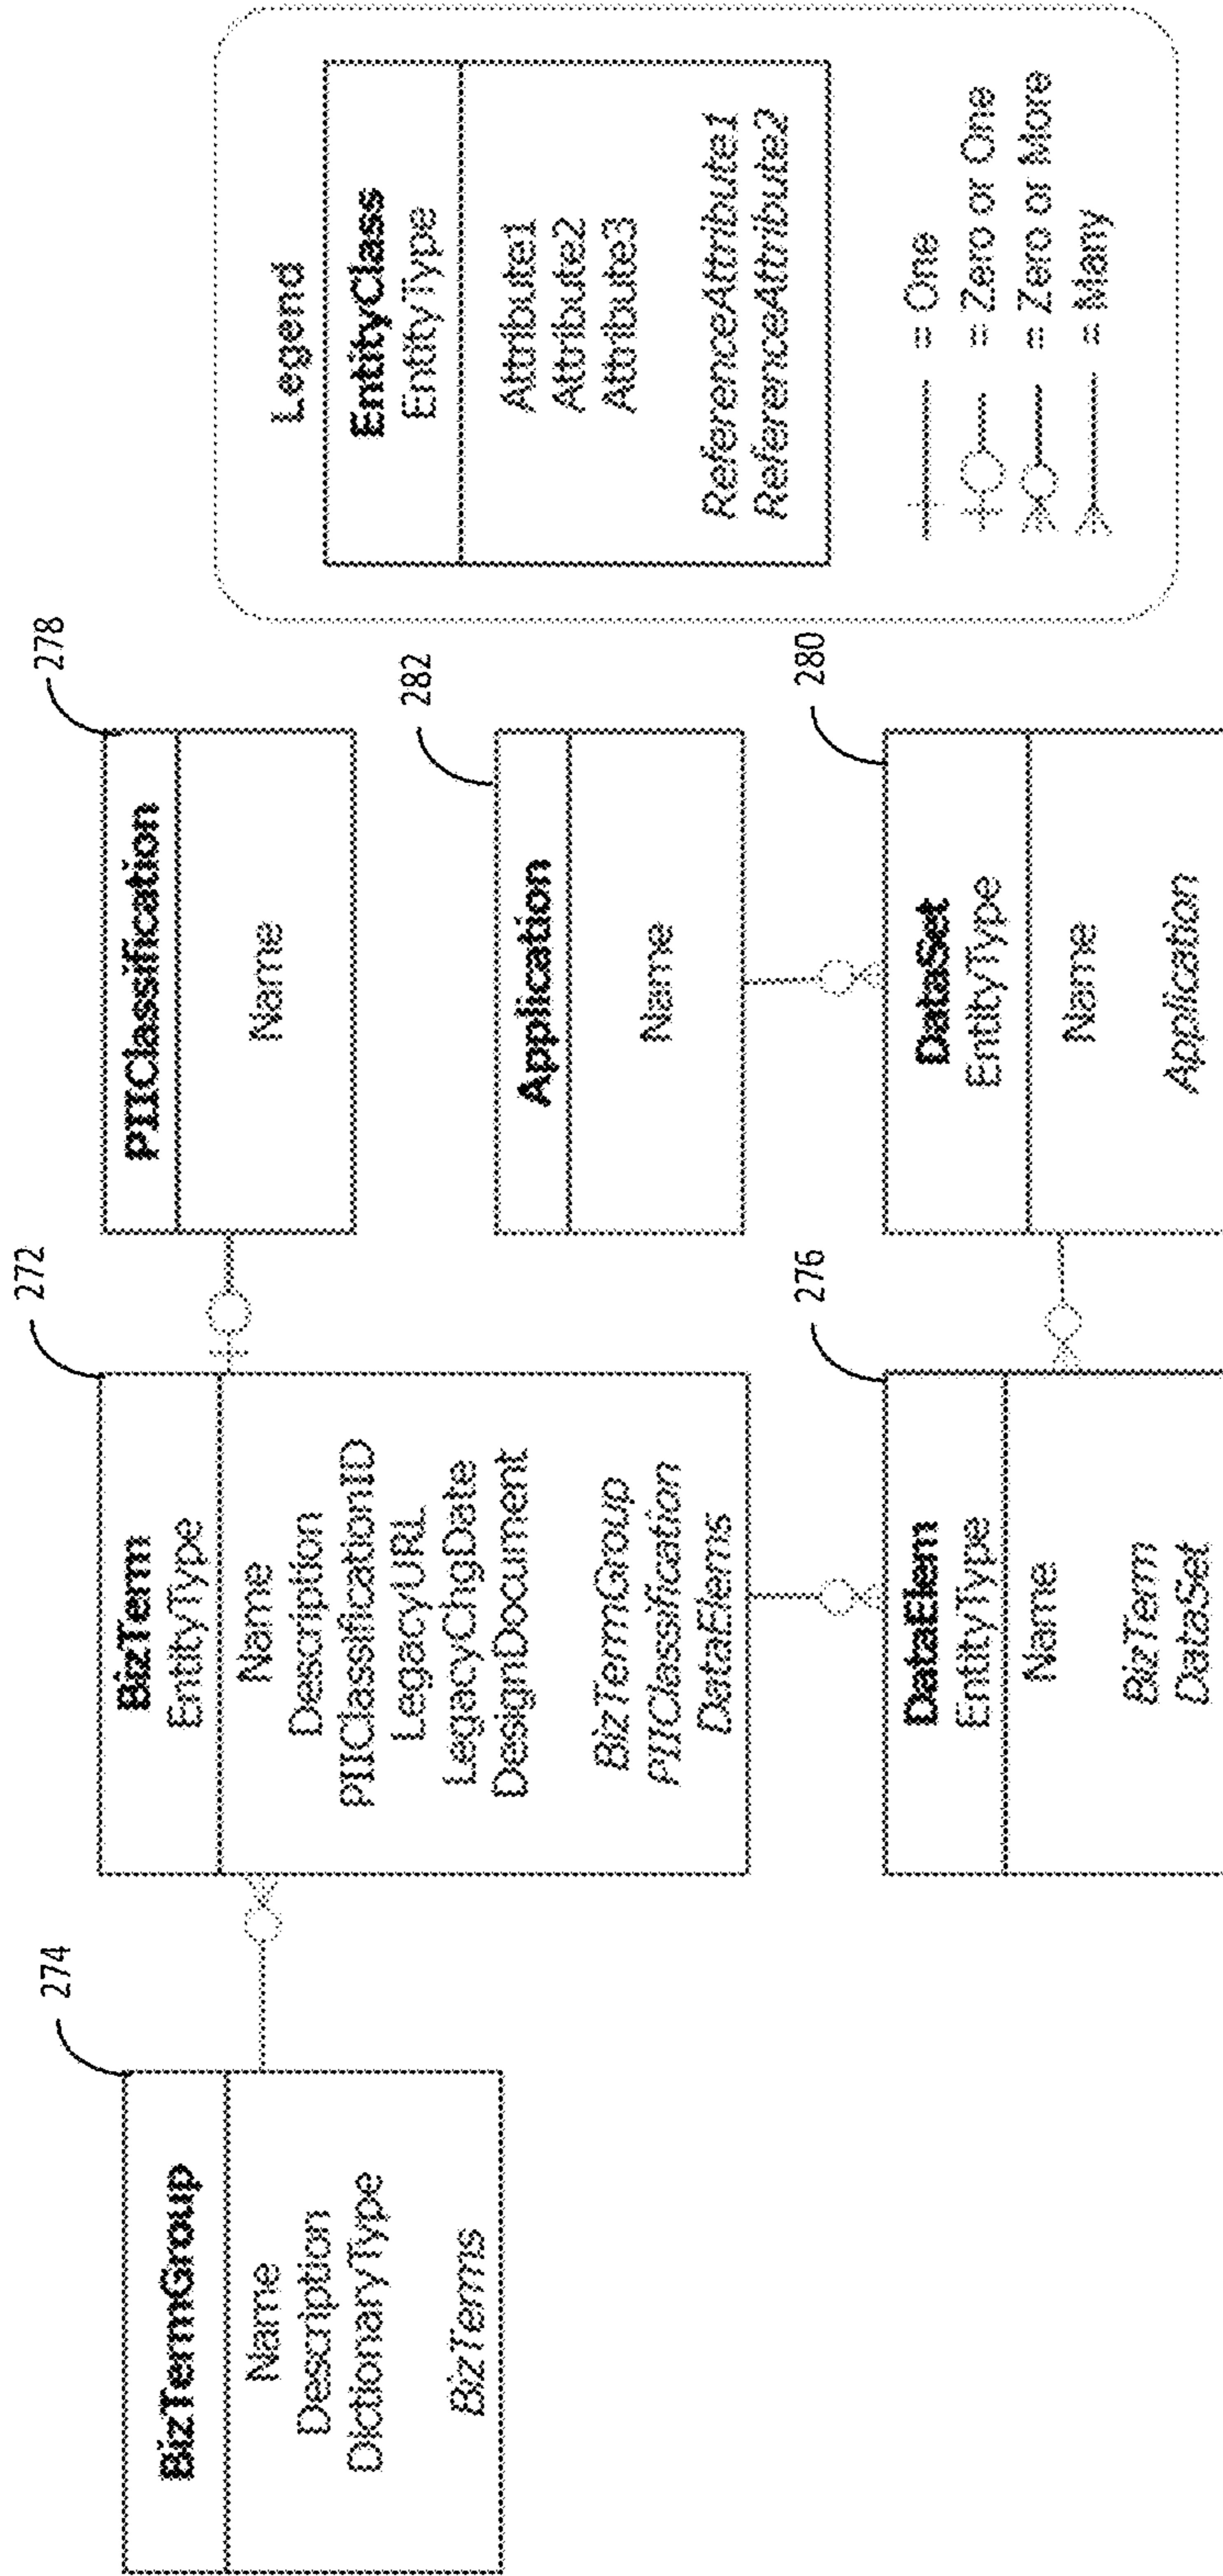 274
BizTermGroup
Name
Description
DictionaryType
BizTerms
272
BizTerm
EntityType
Name
Description
PIIClassificationID
LegacyURL
LegacyChgDate
DesignDocument
BizTermGroup
PIIClassification
DataElems
278
PIIClassification
Name
282
Application
Name
276
DataElem
EntityType
Name
BizTerm
DataSet
280
DataSet
EntityType
Name
Application
Legend
EntityClass
EntityType
Attribute1
Attribute2
Attribute3
ReferenceAttribute1
ReferenceAttribute2
= One
= Zero or One
= Zero or More
= Many